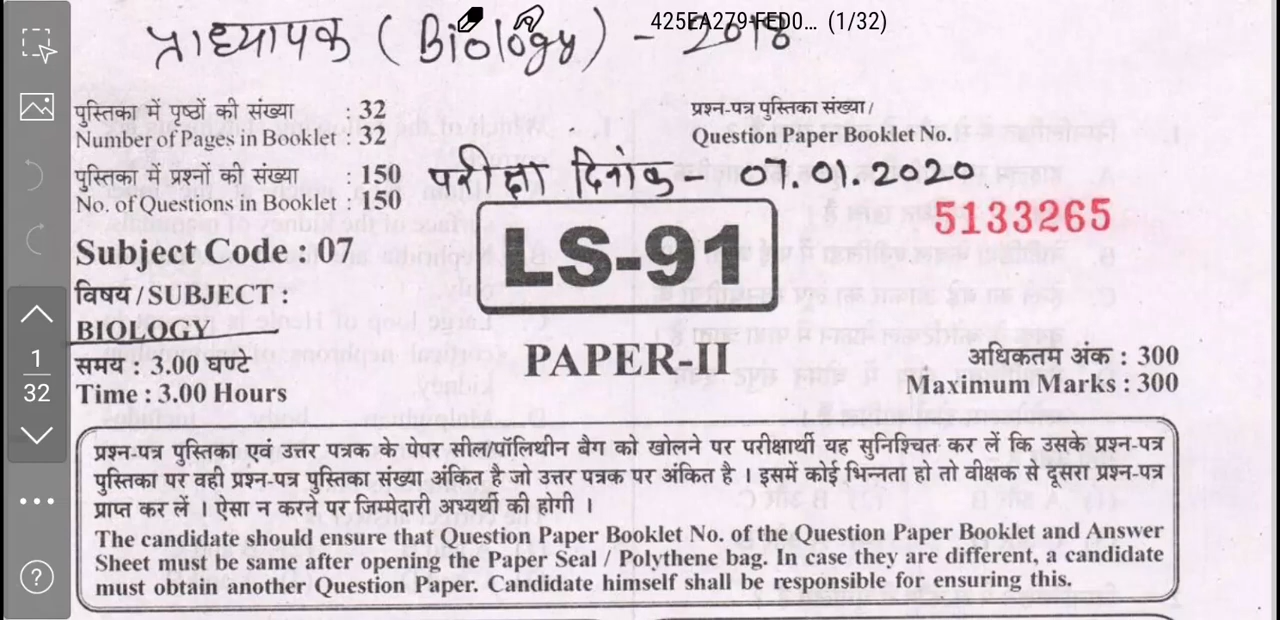 425EA279-FED0... (1/32)
प्राध्यापक (Biology) - 2018
पुस्तिका में पृष्ठों की संख्या : 32
Number of Pages in Booklet : 32
पुस्तिका में प्रश्नों की संख्या : 150
No. of Questions in Booklet : 150
प्रश्न-पत्र पुस्तिका संख्या /
Question Paper Booklet No.
परीक्षा दिनांक - 07.01.2020
5133265
Subject Code : 07
LS-91
विषय / SUBJECT :
BIOLOGY
समय : 3.00 घण्टे
Time : 3.00 Hours
PAPER-II
अधिकतम अंक : 300
Maximum Marks : 300
1
32
प्रश्न-पत्र पुस्तिका एवं उत्तर पत्रक के पेपर सील/पॉलिथीन बैग को खोलने पर परीक्षार्थी यह सुनिश्चित कर लें कि उसके प्रश्न-पत्र
पुस्तिका पर वही प्रश्न-पत्र पुस्तिका संख्या अंकित है जो उत्तर पत्रक पर अंकित है । इसमें कोई भिन्नता हो तो वीक्षक से दूसरा प्रश्न-पत्र
प्राप्त कर लें । ऐसा न करने पर जिम्मेदारी अभ्यर्थी की होगी ।
The candidate should ensure that Question Paper Booklet No. of the Question Paper Booklet and Answer
Sheet must be same after opening the Paper Seal / Polythene bag. In case they are different, a candidate
must obtain another Question Paper. Candidate himself shall be responsible for ensuring this.